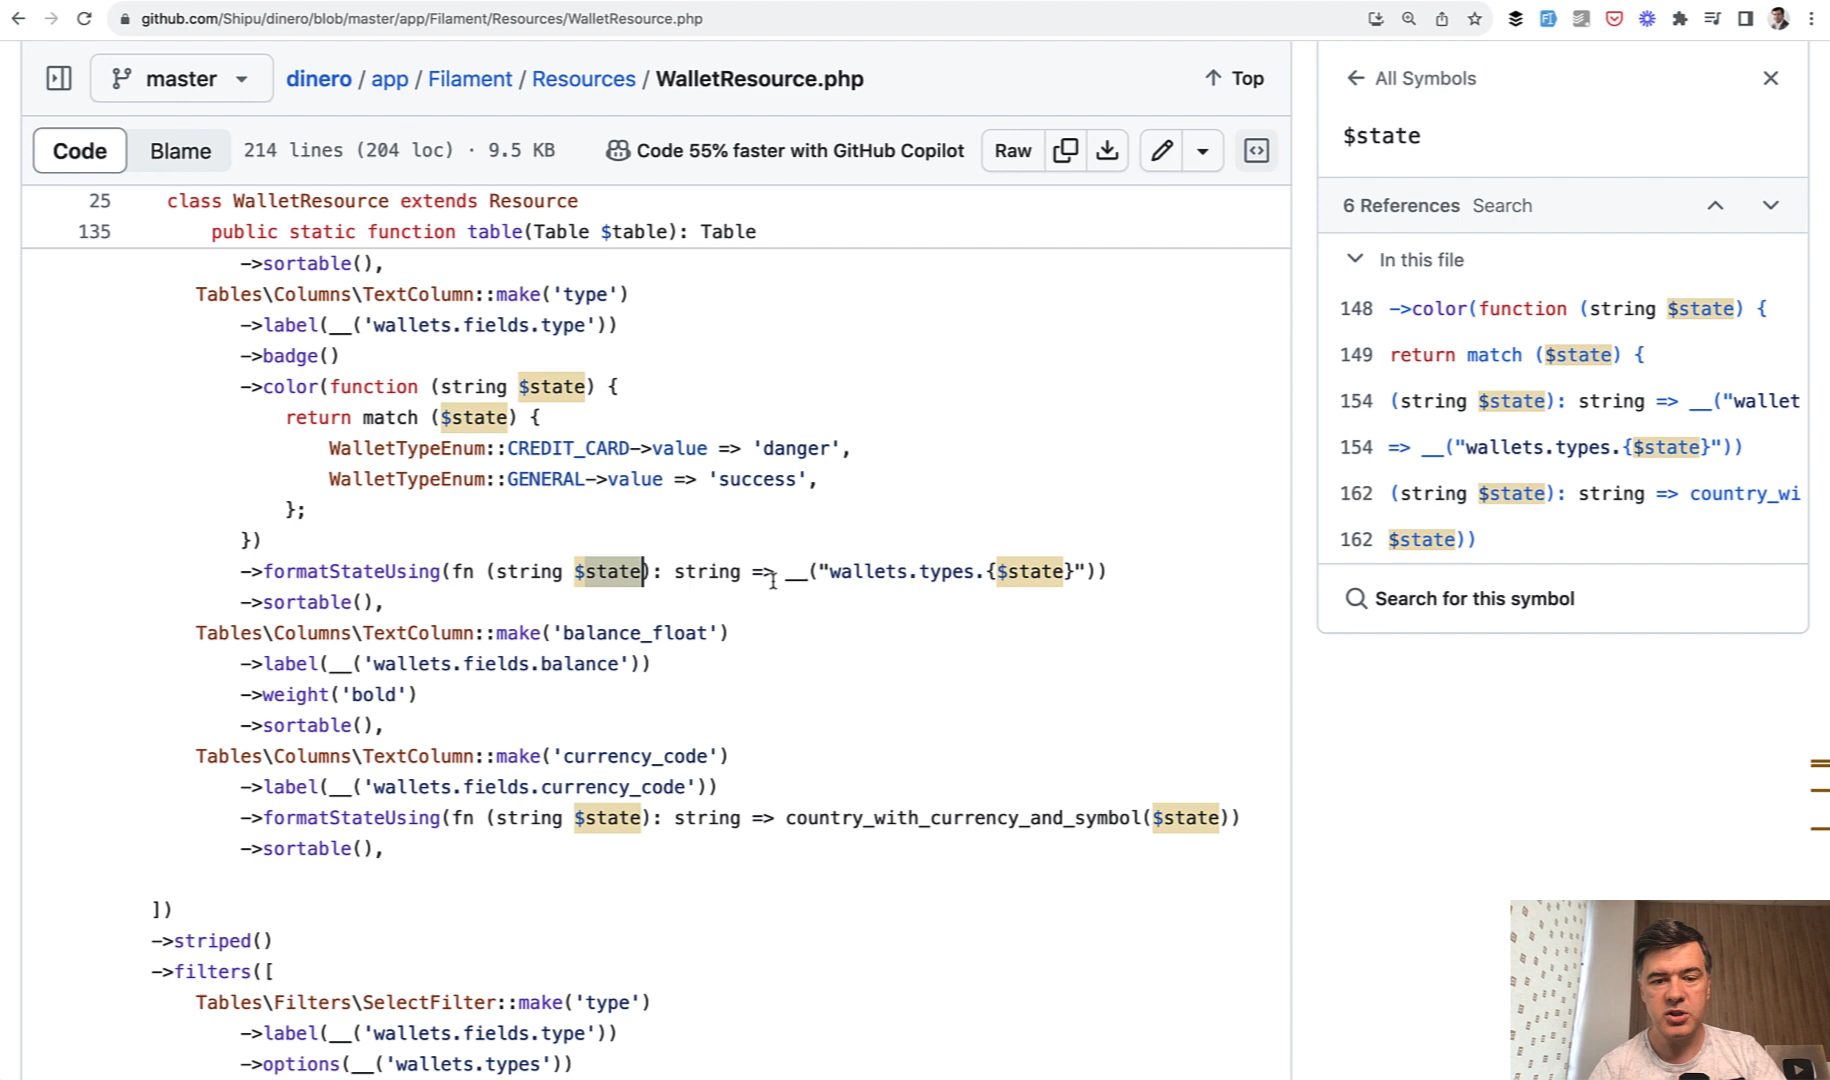 github.com/Shipu/dinero/blob/master/app/Filament/Resources/WalletResource.php
master
dinero / app / Filament / Resources / WalletResource.php
Top
Code
Blame
214 lines (204 loc) · 9.5 KB
Code 55% faster with GitHub Copilot
Raw
25 class WalletResource extends Resource
135 public static function table(Table $table): Table
->sortable(),
Tables\Columns\TextColumn::make('type')
->label(__('wallets.fields.type'))
->badge()
->color(function (string $state) {
return match ($state) {
WalletTypeEnum::CREDIT_CARD->value => 'danger',
WalletTypeEnum::GENERAL->value => 'success',
};
})
->formatStateUsing(fn (string $state): string => __("wallets.types.{$state}"))
->sortable(),
Tables\Columns\TextColumn::make('balance_float')
->label(__('wallets.fields.balance'))
->weight('bold')
->sortable(),
Tables\Columns\TextColumn::make('currency_code')
->label(__('wallets.fields.currency_code'))
->formatStateUsing(fn (string $state): string => country_with_currency_and_symbol($state))
->sortable(),
])
->striped()
->filters([
Tables\Filters\SelectFilter::make('type')
->label(__('wallets.fields.type'))
->options(__('wallets.types'))
All Symbols
$state
6 References Search
In this file
148 ->color(function (string $state) {
149 return match ($state) {
154 (string $state): string => __("wallet
154 => __("wallets.types.{$state}"))
162 (string $state): string => country_wi
162 $state))
Search for this symbol